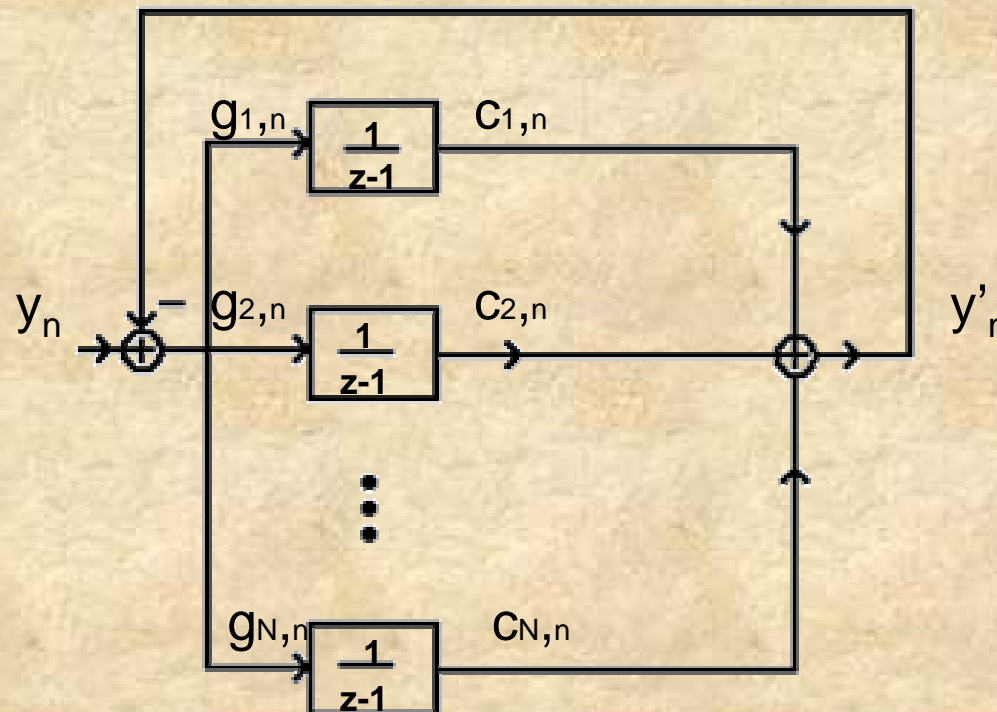 g1,n
1
z-1
c1,n
yn
−
g2,n
1
z-1
c2,n
y'n
gN,n
1
z-1
cN,n